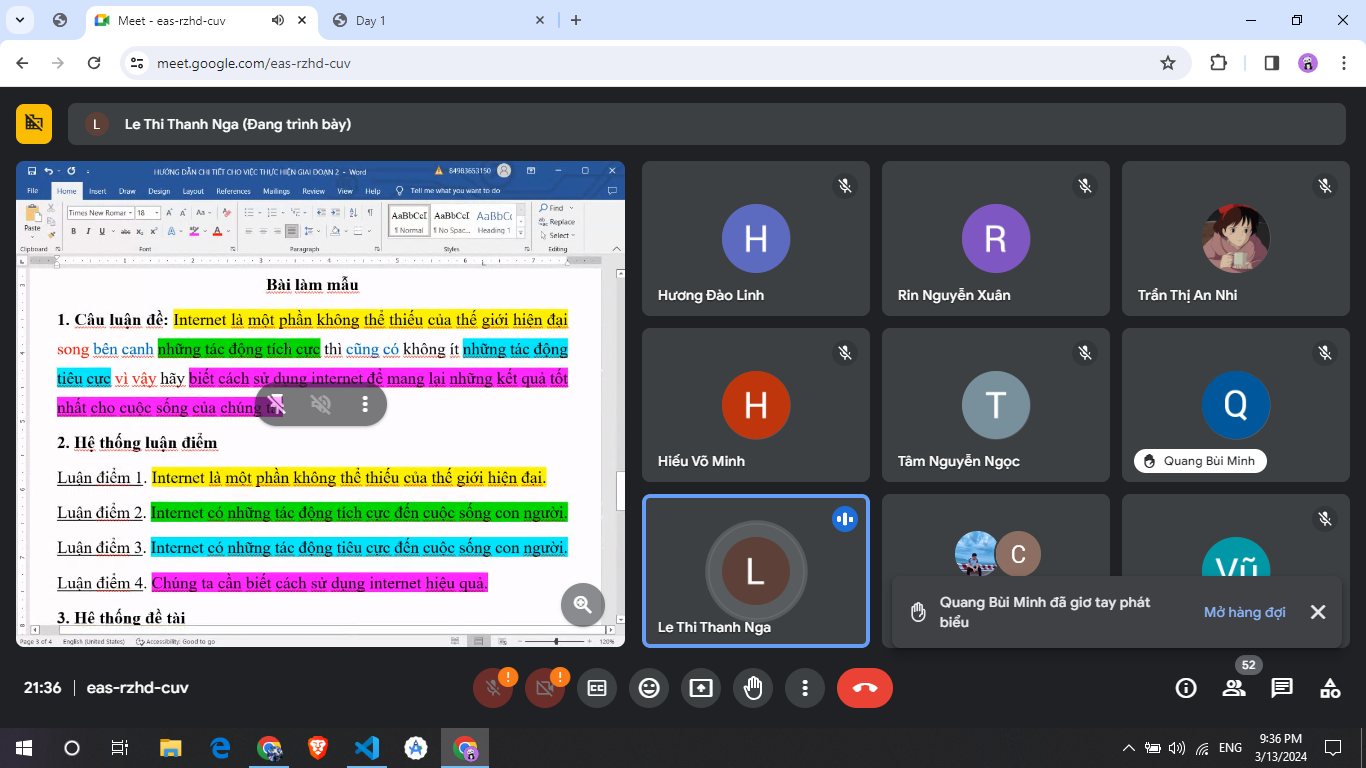 Meet - eas-rzhd-cuv
Day 1
meet.google.com/eas-rzhd-cuv
L
Le Thi Thanh Nga (Đang trình bày)
HƯỚNG DẪN CHI TIẾT CHO VIỆC THỰC HIỆN GIAI ĐOẠN 2 - Word
84983653150
File Home Insert Draw Design Layout References Mailings Review View Help Tell me what you want to do
Times New Roman 18
Paste
Clipboard Font Paragraph Styles Editing
AaBbCcI AaBbCcI AaBbCc
¶ Normal ¶ No Spac... Heading 1
Find
Replace
Select
Bài làm mẫu
1. Câu luận đề: Internet là một phần không thể thiếu của thế giới hiện đại
song bên cạnh những tác động tích cực thì cũng có không ít những tác động
tiêu cực vì vậy hãy biết cách sử dụng internet để mang lại những kết quả tốt
nhất cho cuộc sống của chúng
2. Hệ thống luận điểm
Luận điểm 1. Internet là một phần không thể thiếu của thế giới hiện đại.
Luận điểm 2. Internet có những tác động tích cực đến cuộc sống con người.
Luận điểm 3. Internet có những tác động tiêu cực đến cuộc sống con người.
Luận điểm 4. Chúng ta cần biết cách sử dụng internet hiệu quả.
3. Hệ thống đề tài
Page 3 of 4 English (United States) Accessibility: Good to go 120%
H
Hương Đào Linh
R
Rin Nguyễn Xuân
Trần Thị An Nhi
H
Hiếu Võ Minh
T
Tâm Nguyễn Ngọc
Q
Quang Bùi Minh
L
Le Thi Thanh Nga
C
Vũ
Quang Bùi Minh đã giơ tay phát
biểu
Mở hàng đợi
21:36 eas-rzhd-cuv
52
ENG
9:36 PM
3/13/2024